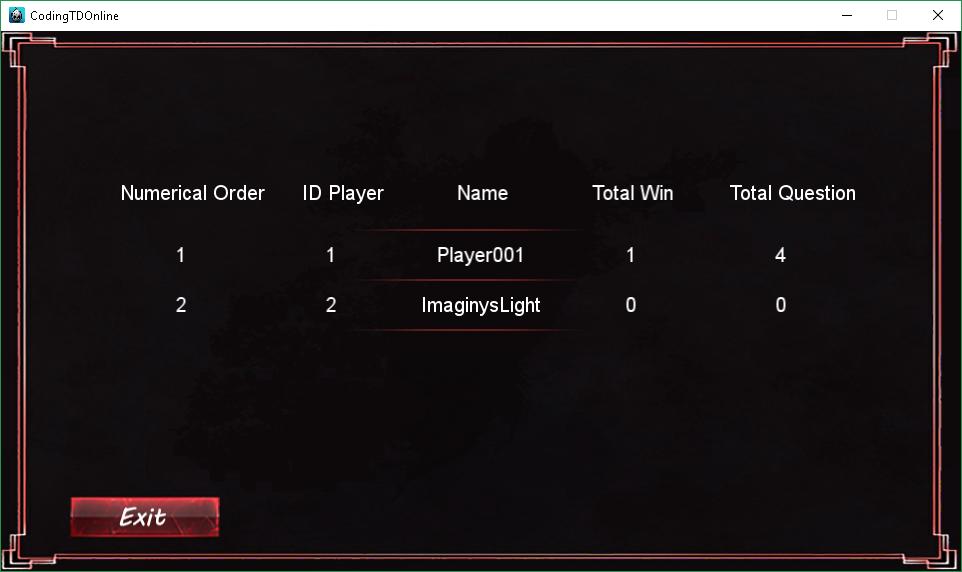 CodingTDOnline
Numerical Order ID Player Name Total Win Total Question
1 1 Player001 1 4
2 2 ImaginysLight 0 0
Exit